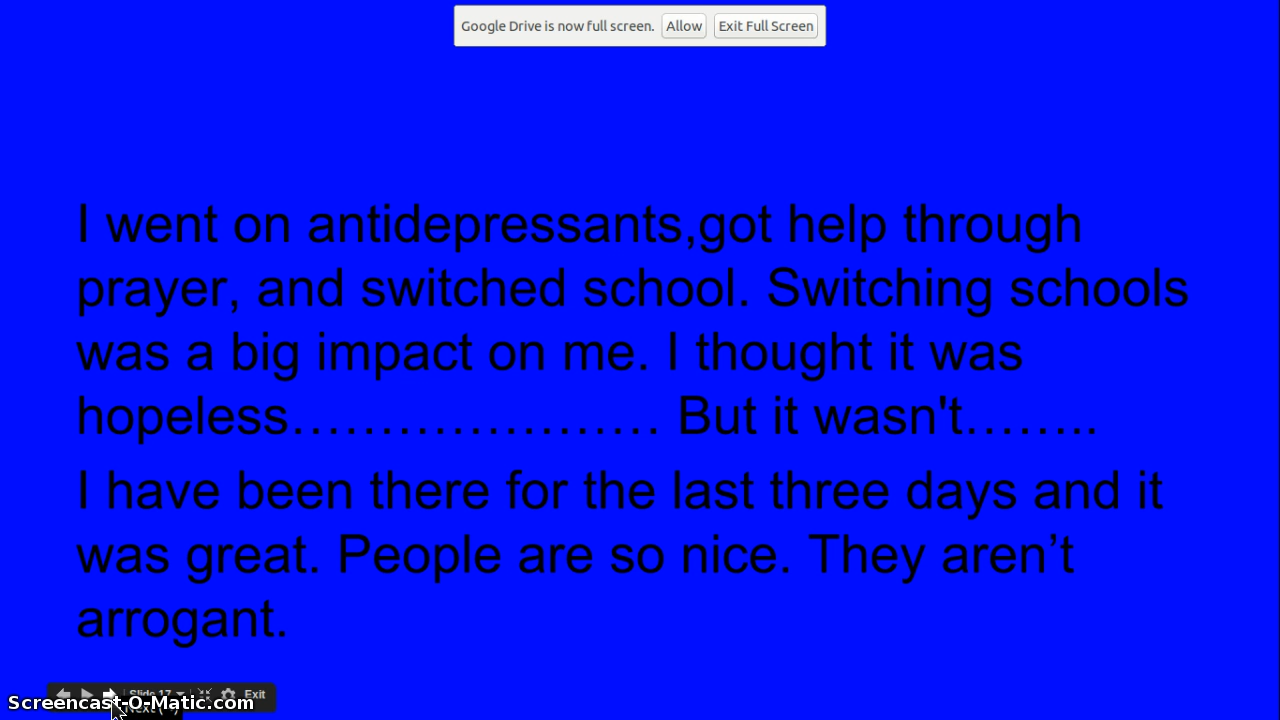 Google Drive is now full screen. Allow Exit Full Screen
I went on antidepressants,got help through
prayer, and switched school. Switching schools
was a big impact on me. I thought it was
hopeless………………… But it wasn't……..
I have been there for the last three days and it
was great. People are so nice. They aren’t
arrogant.
Slide 17 Exit
Screencast-O-Matic.com
Next